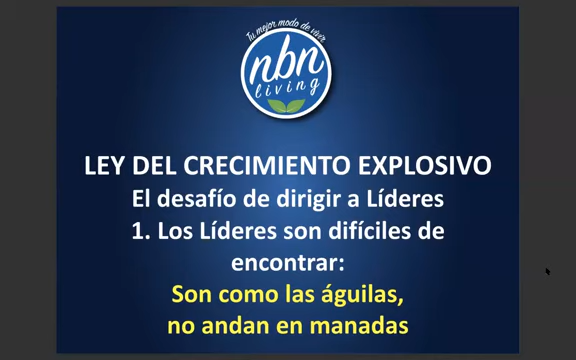 Tu mejor modo de vivir
nbn
living
LEY DEL CRECIMIENTO EXPLOSIVO
El desafío de dirigir a Líderes
1. Los Líderes son difíciles de
encontrar:
Son como las águilas,
no andan en manadas